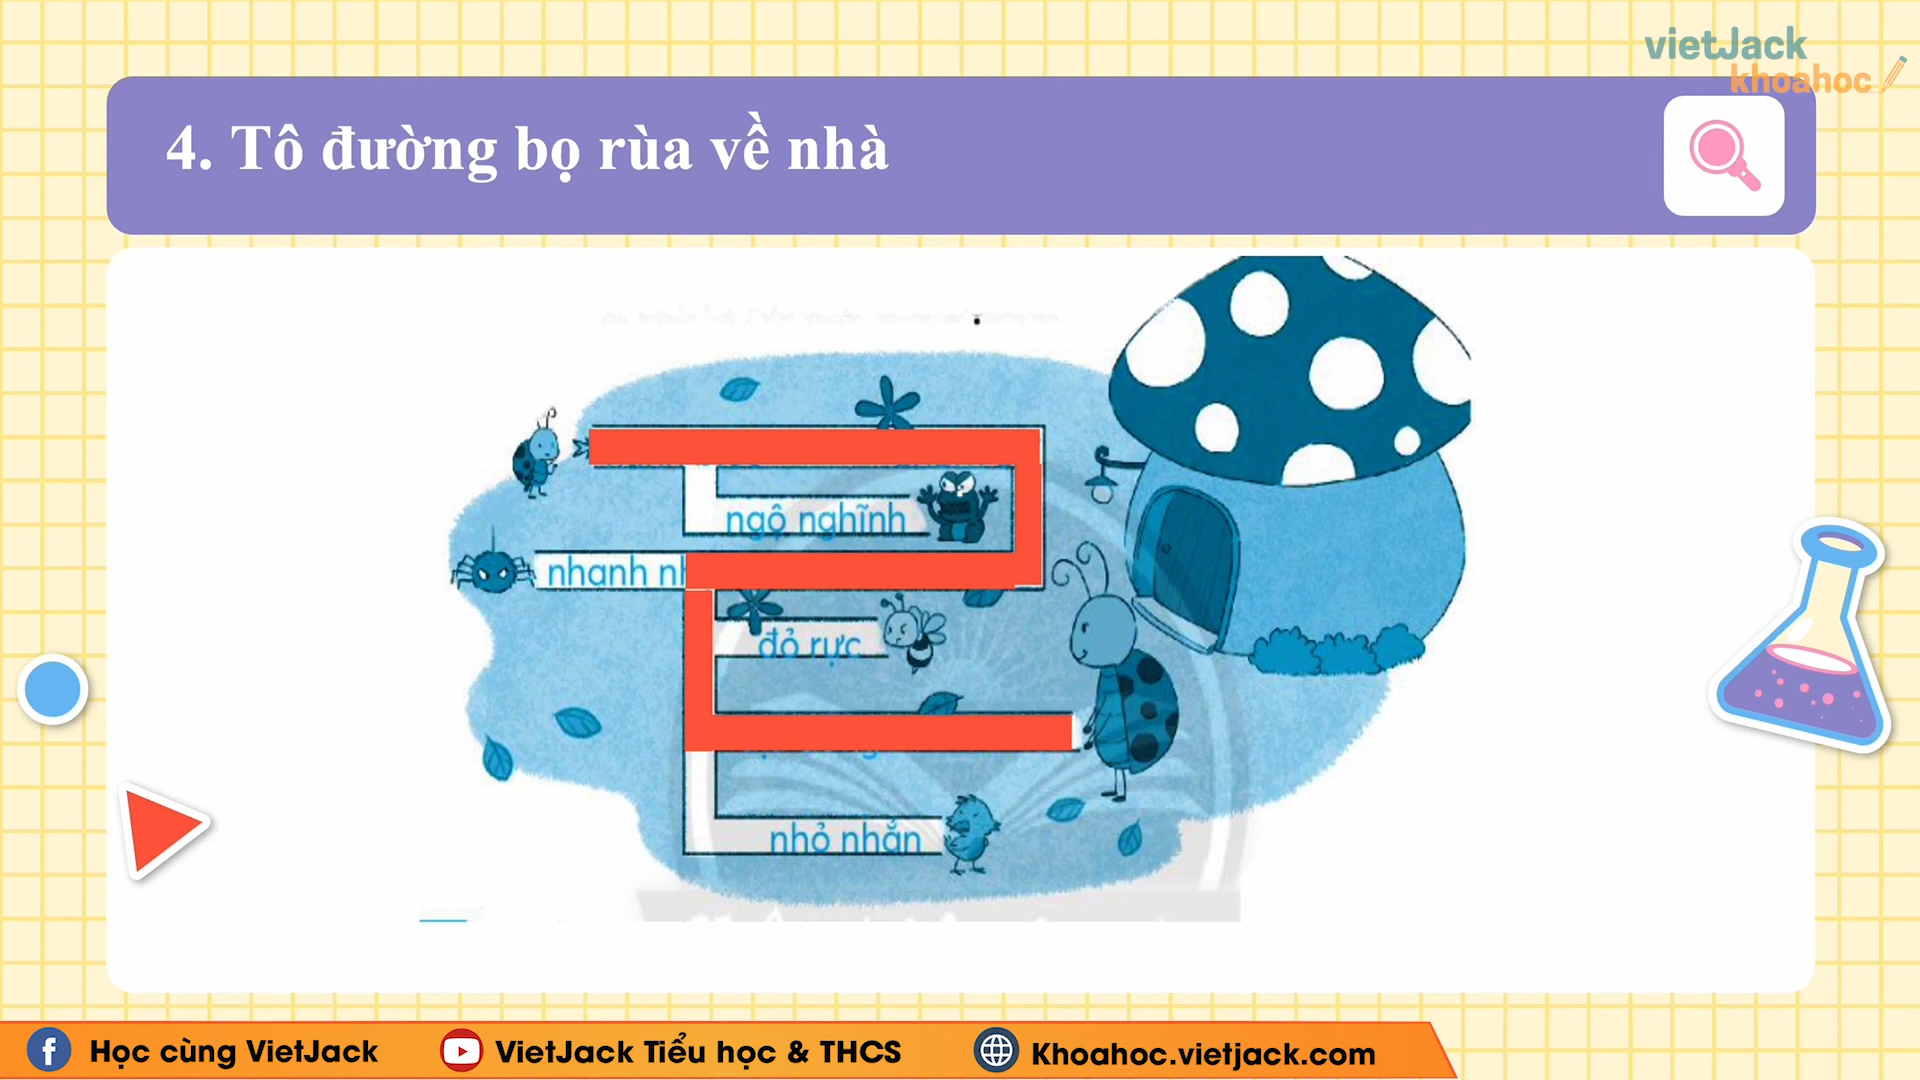 vietJack
khoahoc
4. Tô đường bọ rùa về nhà
ngộ nghĩnh
nhanh nh
đỏ rực
nhỏ nhắn
Học cùng VietJack
VietJack Tiểu học & THCS
Khoahoc.vietjack.com